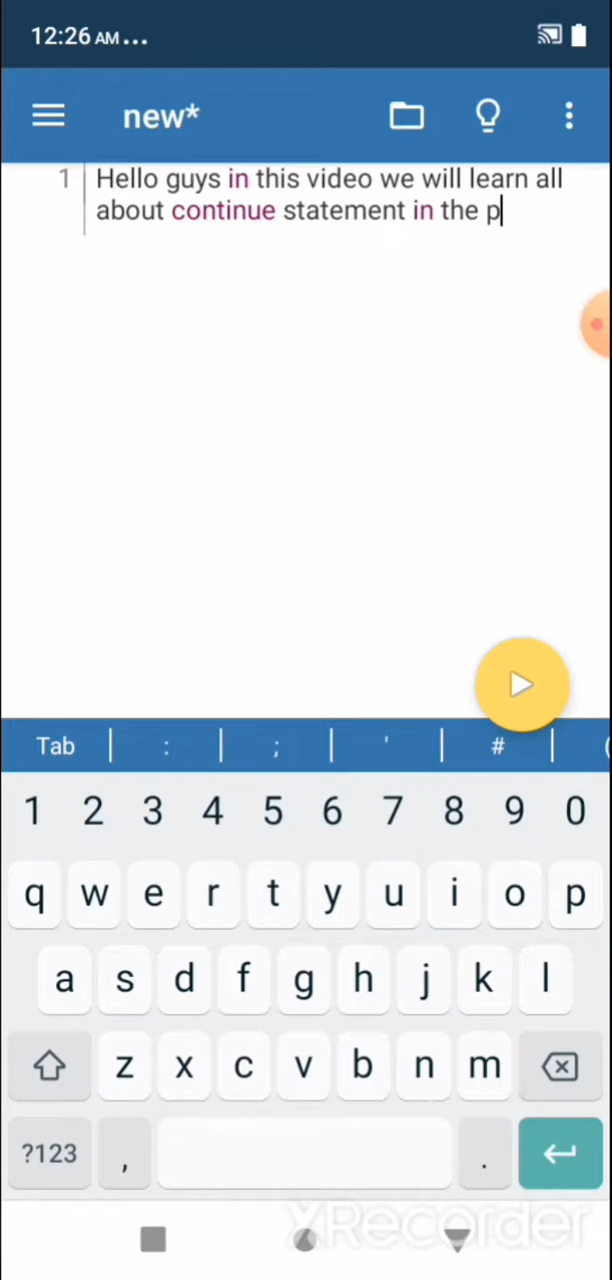 12:26 AM...
new*
1 Hello guys in this video we will learn all
about continue statement in the p
Tab : ; ' # (
1 2 3 4 5 6 7 8 9 0
q w e r t y u i o p
a s d f g h j k l
z x c v b n m
?123 , .
XRecorder